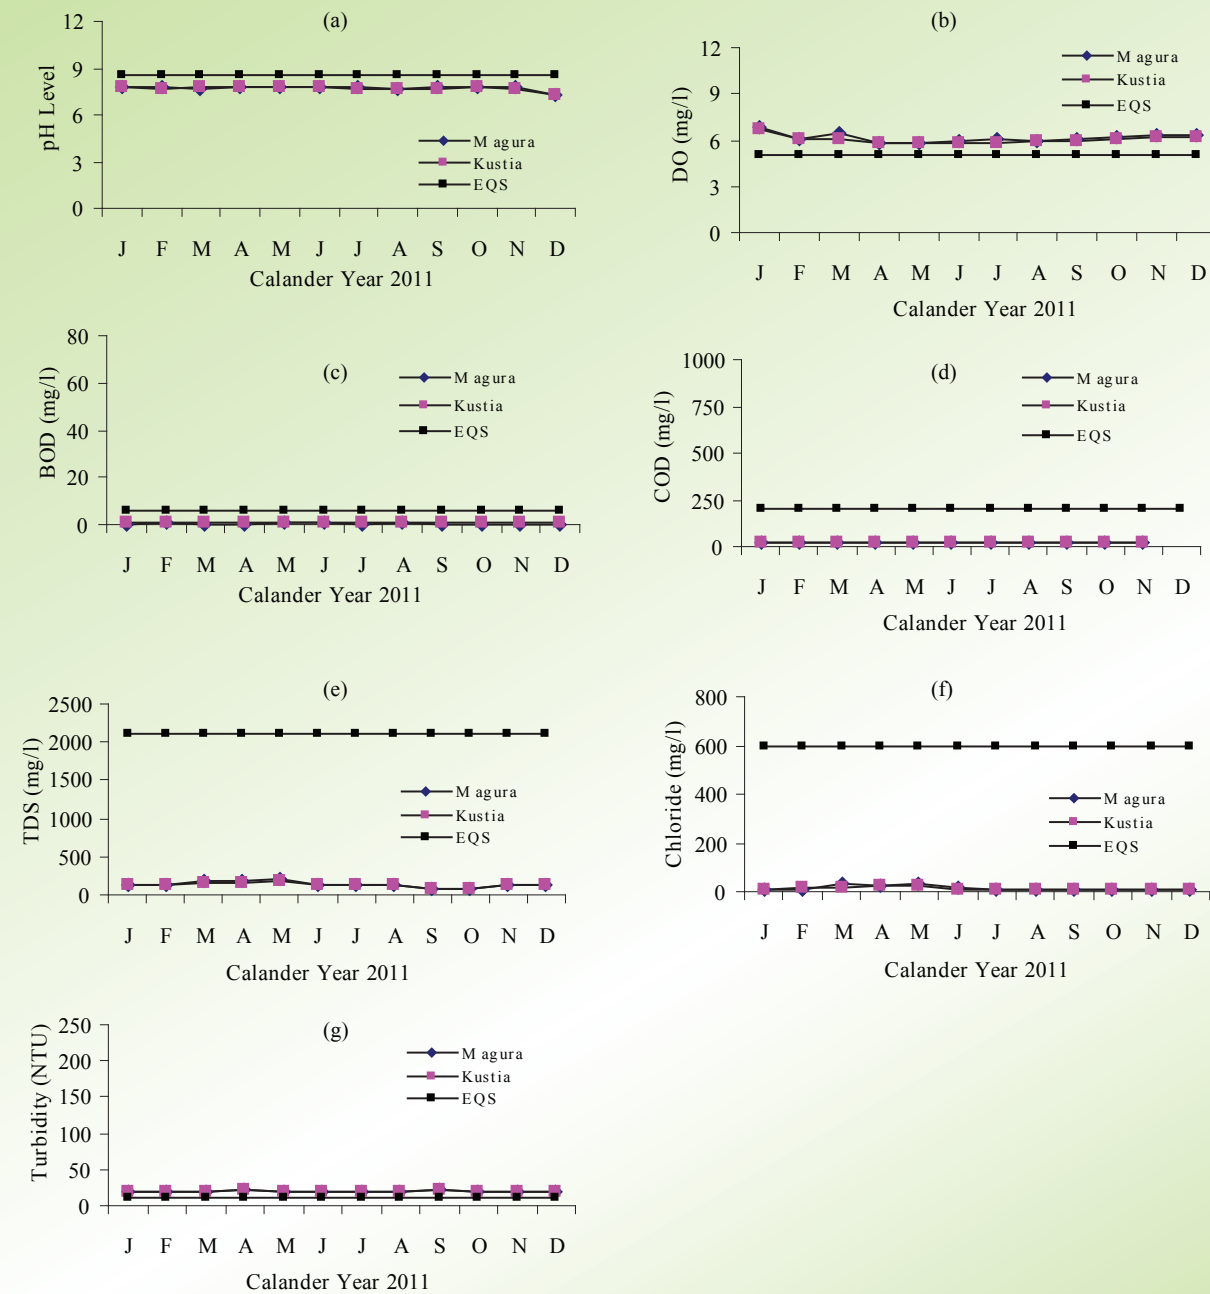 (a)
12
9
6
3
0
pH Level
M agura
Kustia
EQS
J F M A M J J A S O N D
Calander Year 2011
(b)
12
9
6
3
0
DO (mg/l)
M agura
Kustia
EQS
J F M A M J J A S O N D
Calander Year 2011
(c)
80
60
40
20
0
BOD (mg/l)
M agura
Kustia
EQS
J F M A M J J A S O N D
Calander Year 2011
(d)
1000
750
500
250
0
COD (mg/l)
M agura
Kustia
EQS
J F M A M J J A S O N D
Calander Year 2011
(e)
2500
2000
1500
1000
500
0
TDS (mg/l)
M agura
Kustia
EQS
J F M A M J J A S O N D
Calander Year 2011
(f)
800
600
400
200
0
Chloride (mg/l)
M agura
Kustia
EQS
J F M A M J J A S O N D
Calander Year 2011
(g)
250
200
150
100
50
0
Turbidity (NTU)
M agura
Kustia
EQS
J F M A M J J A S O N D
Calander Year 2011